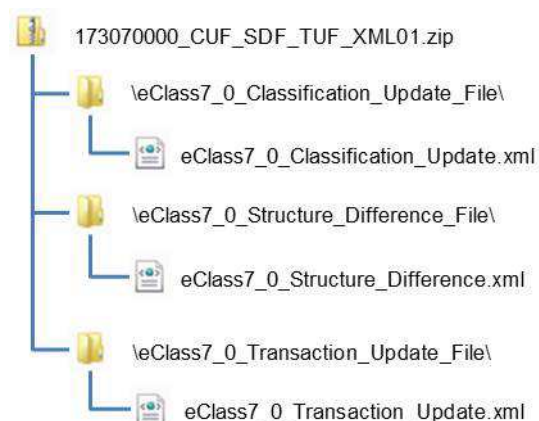 173070000_CUF_SDF_TUF_XML01.zip
\eClass7_0_Classification_Update_File\
eClass7_0_Classification_Update.xml
\eClass7_0_Structure_Difference_File\
eClass7_0_Structure_Difference.xml
\eClass7_0_Transaction_Update_File\
eClass7_0_Transaction_Update.xml